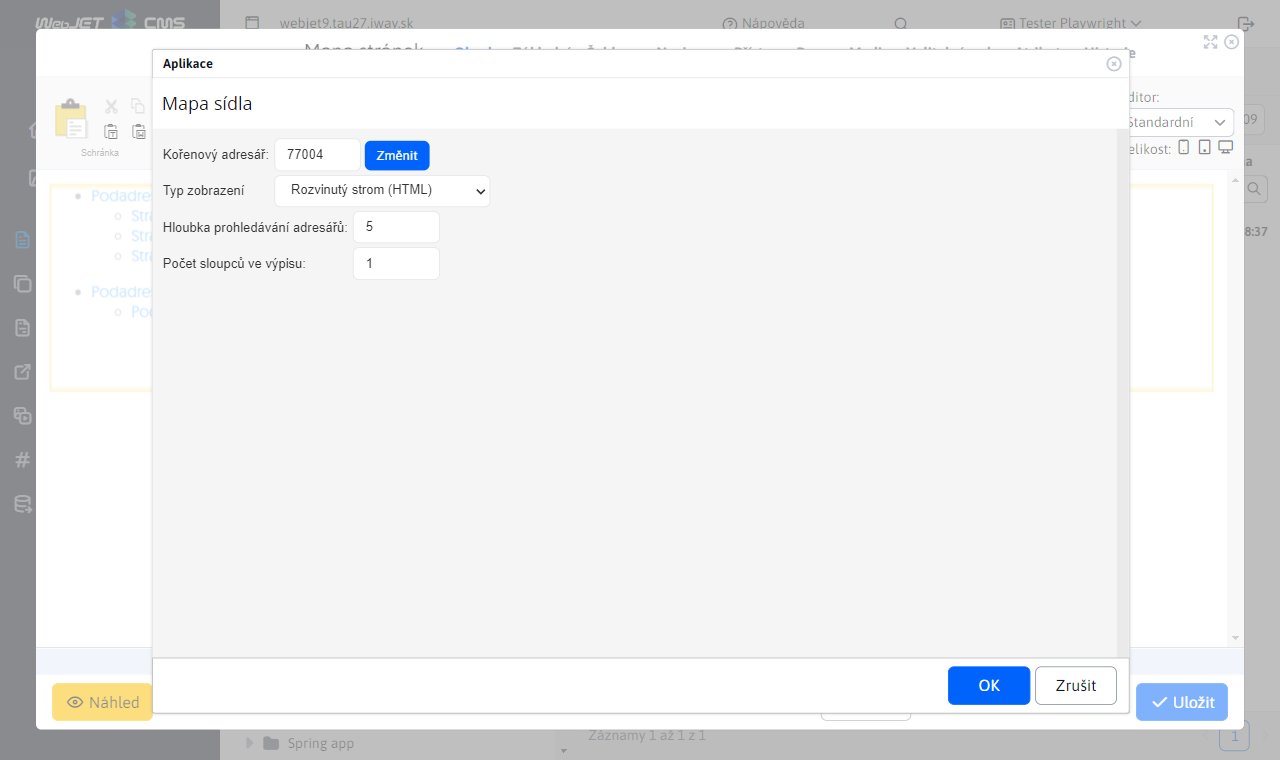 WebJET CMS
webjet9.tau27.iway.sk
Nápověda
Tester Playwright
Mapa stránek
Aplikace
Mapa sídla
Schránka
ditor:
Standardní
09
elikost:
Kořenový adresář: 77004 Změnit
Typ zobrazení Rozvinutý strom (HTML)
Hloubka prohledávání adresářů: 5
Počet sloupců ve výpisu: 1
Podadres
Stra
Stra
Stra
Podadres
Pod
8:37
OK
Zrušit
Náhled
Uložit
Záznamy 1 až 1 z 1
1
Spring app